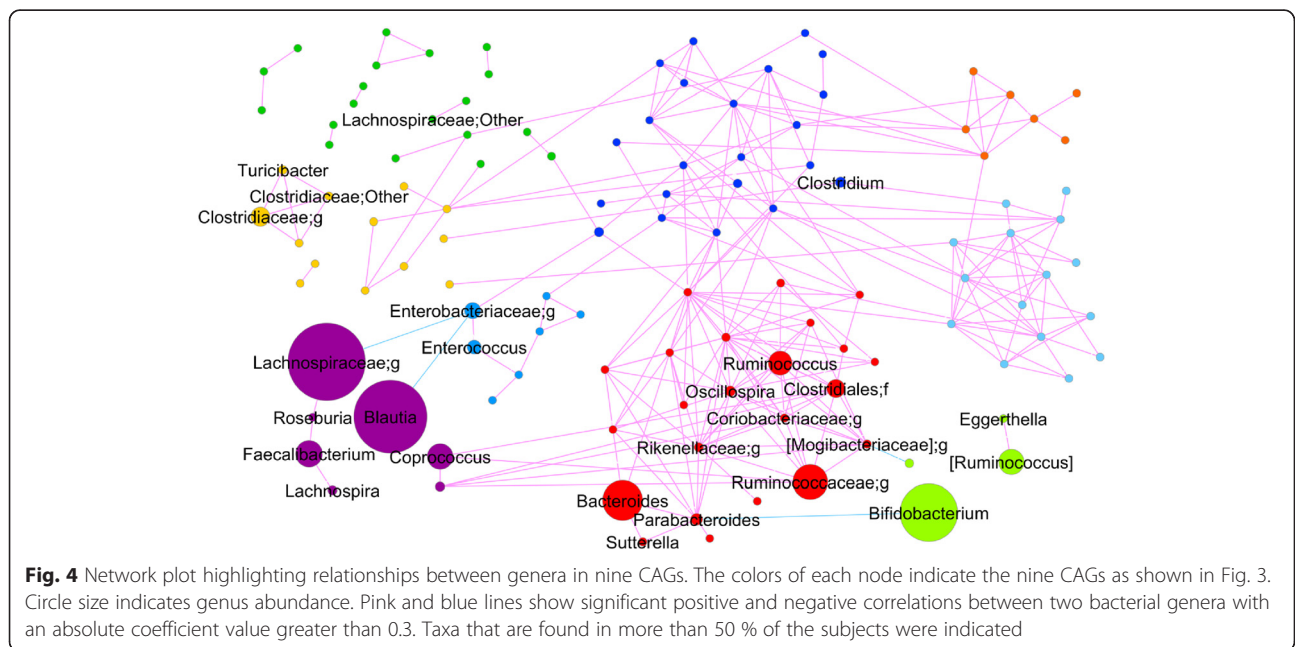 Lachnospiraceae;Other
Turicibacter
Clostridiaceae;Other
Clostridiaceae;g
Clostridium
Enterobacteriaceae;g
Enterococcus
Lachnospiraceae;g
Roseburia
Blautia
Faecalibacterium
Coprococcus
Lachnospira
Ruminococcus
Oscillospira
Clostridiales;f
Coriobacteriaceae;g
Rikenellaceae;g
[Mogibacteriaceae];g
Ruminococcaceae;g
Bacteroides
Parabacteroides
Sutterella
Eggerthella
[Ruminococcus]
Bifidobacterium
Fig. 4 Network plot highlighting relationships between genera in nine CAGs. The colors of each node indicate the nine CAGs as shown in Fig. 3.
Circle size indicates genus abundance. Pink and blue lines show significant positive and negative correlations between two bacterial genera with
an absolute coefficient value greater than 0.3. Taxa that are found in more than 50 % of the subjects were indicated